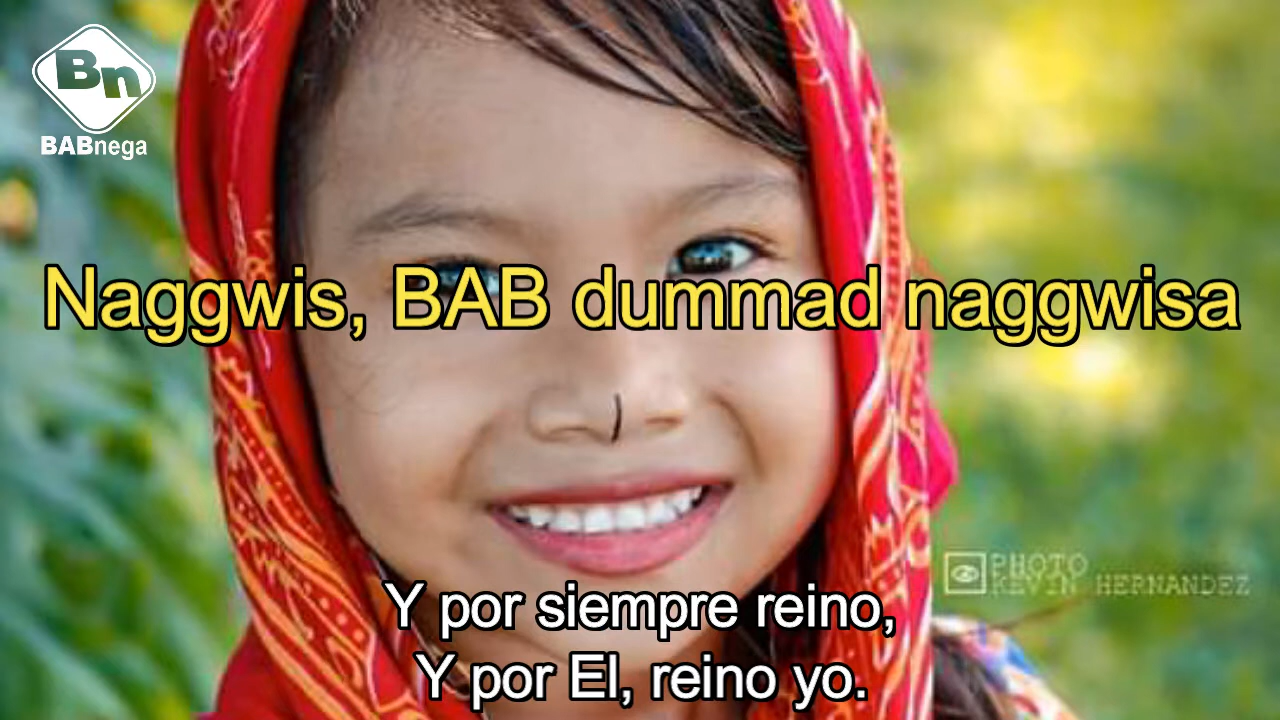 Bn
BABnega
Naggwis, BAB dummad naggwisa
PHOTO
KEVIN HERNANDEZ
Y por siempre reino,
Y por El, reino yo.